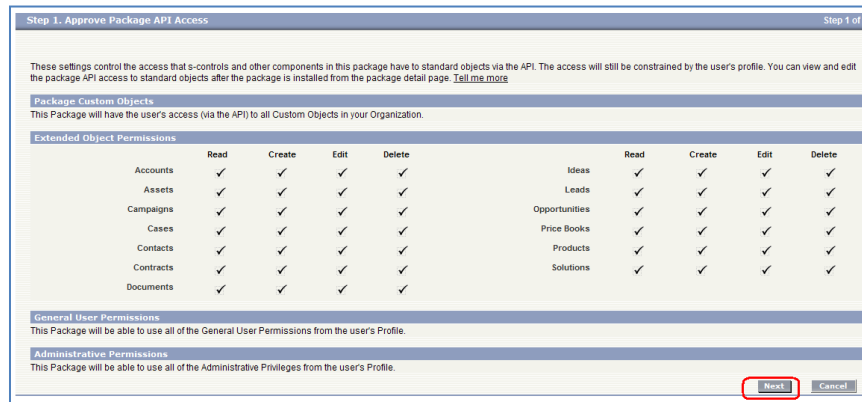 Step 1. Approve Package API Access Step 1 of
These settings control the access that s-controls and other components in this package have to standard objects via the API. The access will still be constrained by the user's profile. You can view and edit
the package API access to standard objects after the package is installed from the package detail page. Tell me more
Package Custom Objects
This Package will have the user's access (via the API) to all Custom Objects in your Organization.
Extended Object Permissions
Read Create Edit Delete Read Create Edit Delete
Accounts ✓ ✓ ✓ ✓ Ideas ✓ ✓ ✓ ✓
Assets ✓ ✓ ✓ ✓ Leads ✓ ✓ ✓ ✓
Campaigns ✓ ✓ ✓ ✓ Opportunities ✓ ✓ ✓ ✓
Cases ✓ ✓ ✓ ✓ Price Books ✓ ✓ ✓ ✓
Contacts ✓ ✓ ✓ ✓ Products ✓ ✓ ✓ ✓
Contracts ✓ ✓ ✓ ✓ Solutions ✓ ✓ ✓ ✓
Documents ✓ ✓ ✓ ✓
General User Permissions
This Package will be able to use all of the General User Permissions from the user's Profile.
Administrative Permissions
This Package will be able to use all of the Administrative Privileges from the user's Profile.
Next Cancel